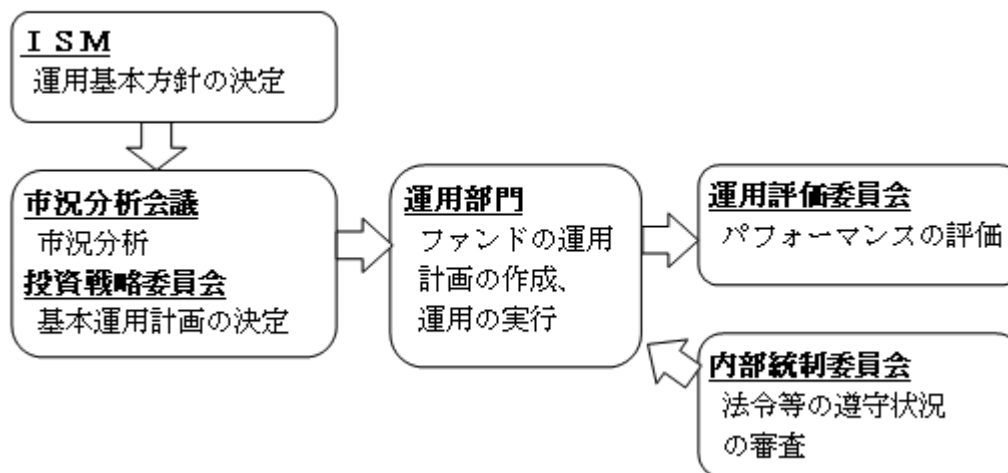 ＩＳＭ
運用基本方針の決定
市況分析会議
市況分析
投資戦略委員会
基本運用計画の決定
運用部門
ファンドの運用
計画の作成、
運用の実行
運用評価委員会
パフォーマンスの評価
内部統制委員会
法令等の遵守状況
の審査